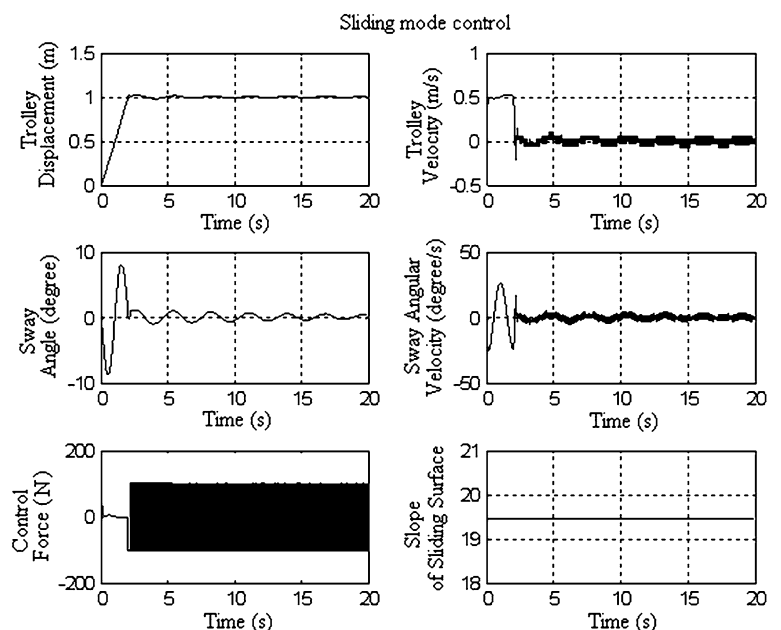 Sliding mode control
Trolley
Displacement (m)
1.5
1
0.5
0
0 5 10 15 20
Time (s)
Trolley
Velocity (m/s)
1
0.5
0
-0.5
0 5 10 15 20
Time (s)
Sway
Angle (degree)
10
0
-10
0 5 10 15 20
Time (s)
Sway Angular
Velocity (degree/s)
50
0
-50
0 5 10 15 20
Time (s)
Control
Force (N)
200
0
-200
0 5 10 15 20
Time (s)
Slope
of Sliding Surface
21
20
19
18
0 5 10 15 20
Time (s)